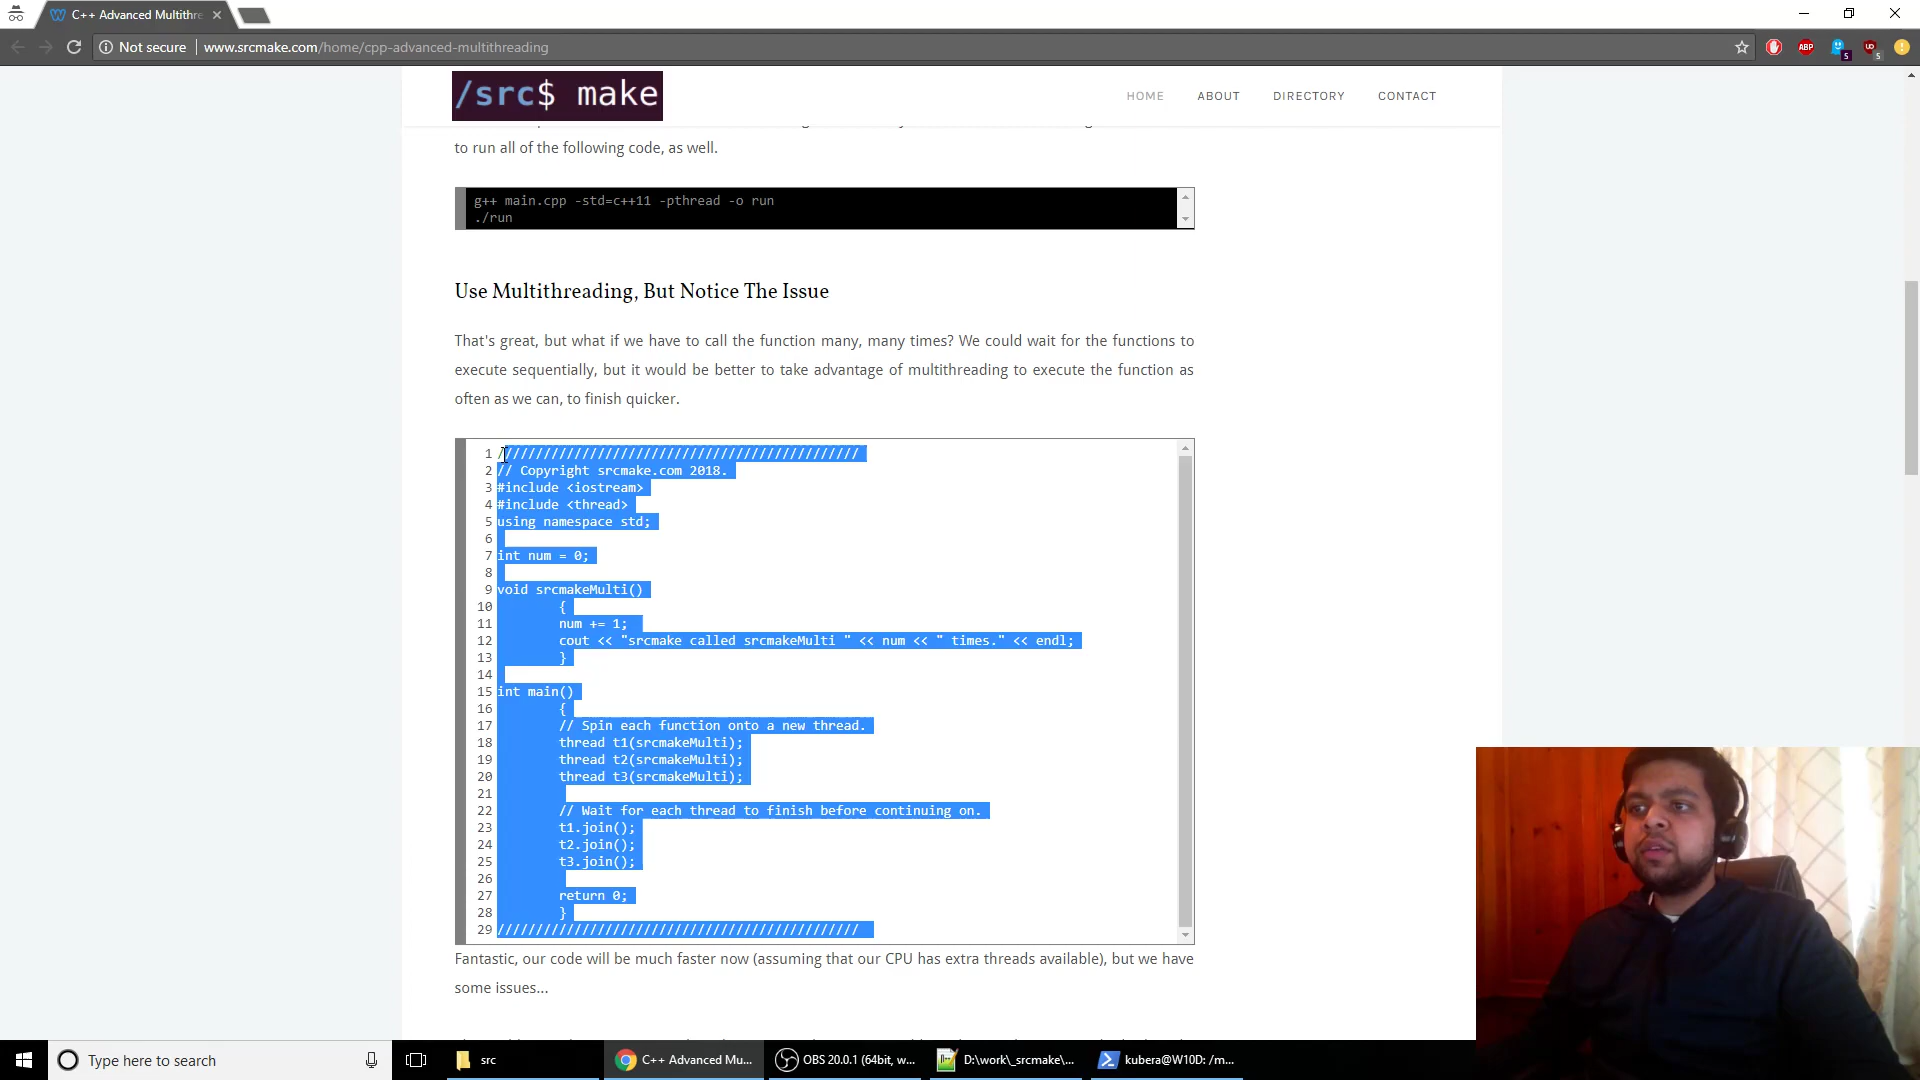 C++ Advanced Multithre
Not secure www.srcmake.com/home/cpp-advanced-multithreading
ABP
5
UD
5
/src$ make
HOME ABOUT DIRECTORY CONTACT
to run all of the following code, as well.
g++ main.cpp -std=c++11 -pthread -o run
./run
Use Multithreading, But Notice The Issue
That's great, but what if we have to call the function many, many times? We could wait for the functions to
execute sequentially, but it would be better to take advantage of multithreading to execute the function as
often as we can, to finish quicker.
1 ///////////////////////////////////////////////
2 // Copyright srcmake.com 2018.
3 #include <iostream>
4 #include <thread>
5 using namespace std;
6
7 int num = 0;
8
9 void srcmakeMulti()
10 {
11 num += 1;
12 cout << "srcmake called srcmakeMulti " << num << " times." << endl;
13 }
14
15 int main()
16 {
17 // Spin each function onto a new thread.
18 thread t1(srcmakeMulti);
19 thread t2(srcmakeMulti);
20 thread t3(srcmakeMulti);
21
22 // Wait for each thread to finish before continuing on.
23 t1.join();
24 t2.join();
25 t3.join();
26
27 return 0;
28 }
29 ///////////////////////////////////////////////
Fantastic, our code will be much faster now (assuming that our CPU has extra threads available), but we have
some issues...
Type here to search
src
C++ Advanced Mu...
OBS 20.0.1 (64bit, w...
D:\work\_srcmake\...
kubera@W10D: /m...